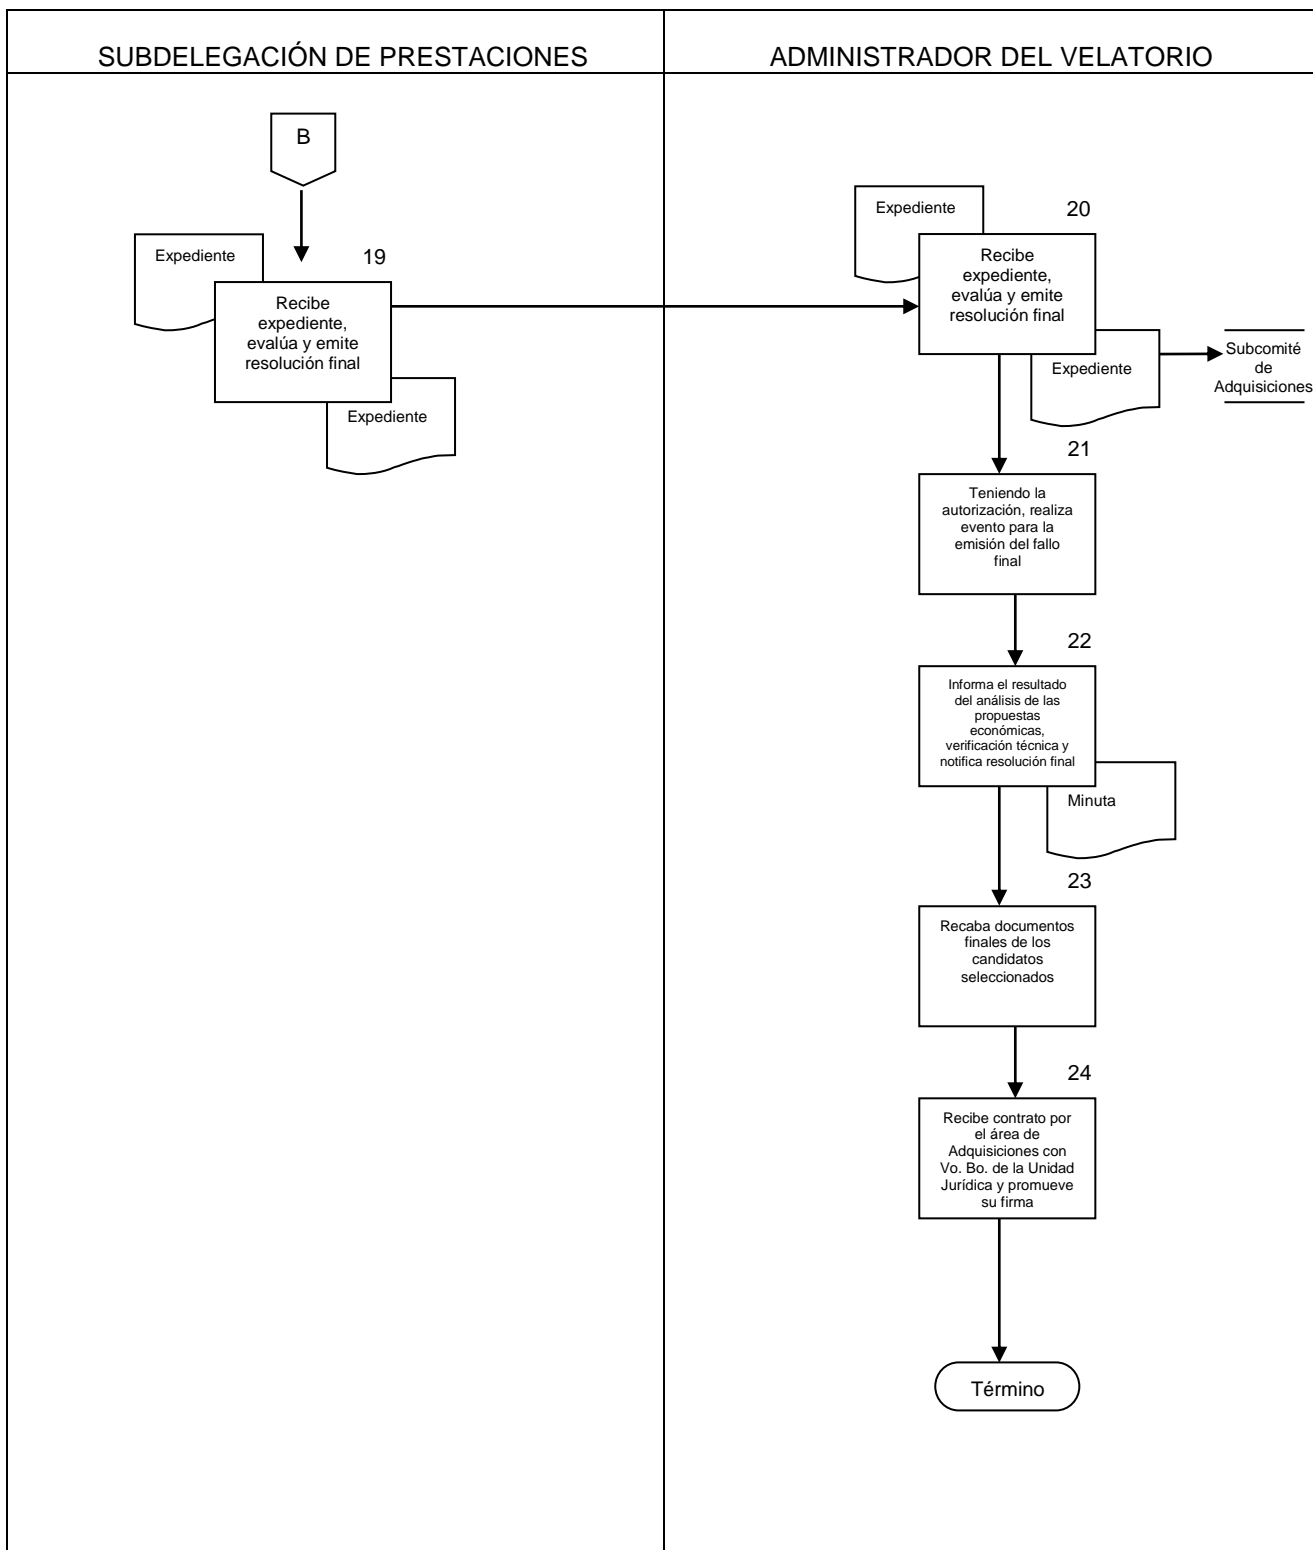 SUBDELEGACIÓN DE PRESTACIONES
ADMINISTRADOR DEL VELATORIO
B
Expediente
19
Recibe
expediente,
evalúa y emite
resolución final
Expediente
Expediente
20
Recibe
expediente,
evalúa y emite
resolución final
Expediente
Subcomité
de
Adquisiciones
21
Teniendo la
autorización, realiza
evento para la
emisión del fallo
final
22
Informa el resultado
del análisis de las
propuestas
económicas,
verificación técnica y
notifica resolución final
Minuta
23
Recaba documentos
finales de los
candidatos
seleccionados
24
Recibe contrato por
el área de
Adquisiciones con
Vo. Bo. de la Unidad
Jurídica y promueve
su firma
Término